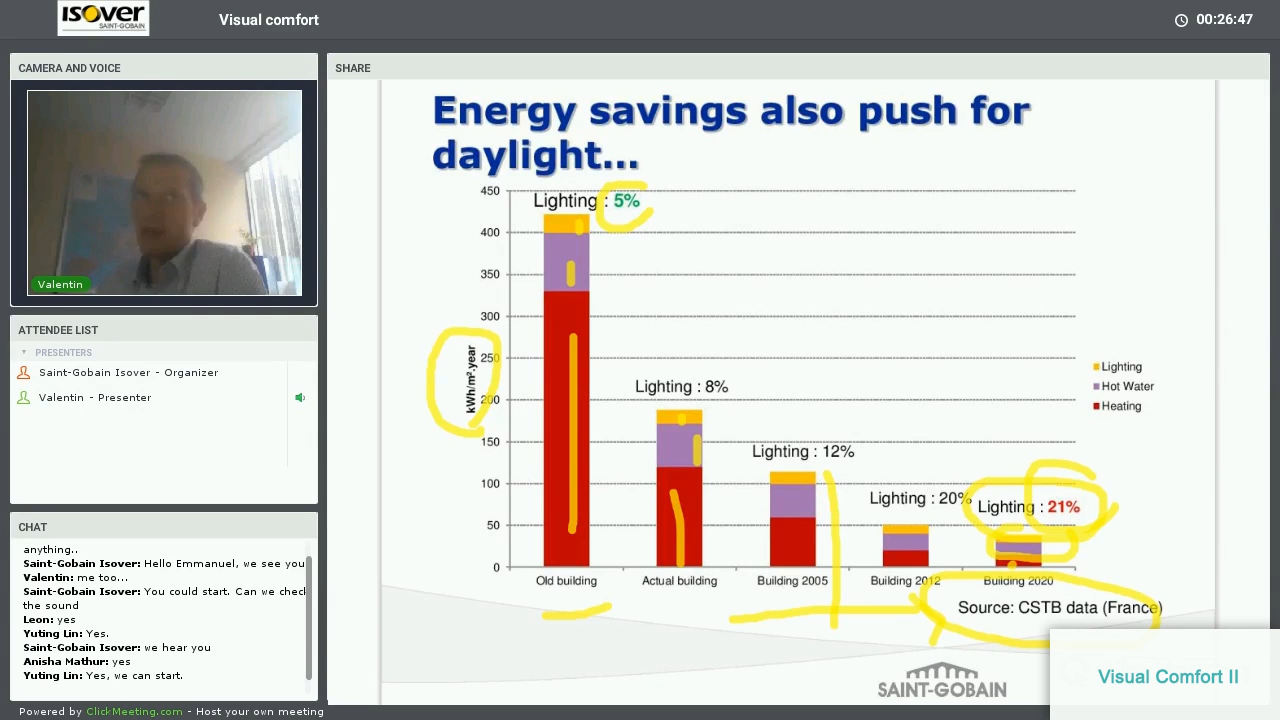 isover
SAINT-GOBAIN
Visual comfort
00:26:47
CAMERA AND VOICE
Valentin
ATTENDEE LIST
PRESENTERS
Saint-Gobain Isover - Organizer
Valentin - Presenter
CHAT
anything..
Saint-Gobain Isover: Hello Emmanuel, we see you
Valentin: me too...
Saint-Gobain Isover: You could start. Can we check
the sound
Leon: yes
Yuting Lin: Yes.
Saint-Gobain Isover: we hear you
Anisha Mathur: yes
Yuting Lin: Yes, we can start.
Powered by ClickMeeting.com - Host your own meeting
SHARE
Energy savings also push for
daylight...
450
400
350
300
250
200
150
100
50
0
kWh/m².year
Lighting : 5%
Lighting : 8%
Lighting : 12%
Lighting : 20%
Lighting : 21%
Old building
Actual building
Building 2005
Building 2012
Building 2020
Lighting
Hot Water
Heating
Source: CSTB data (France)
SAINT-GOBAIN
Visual Comfort II